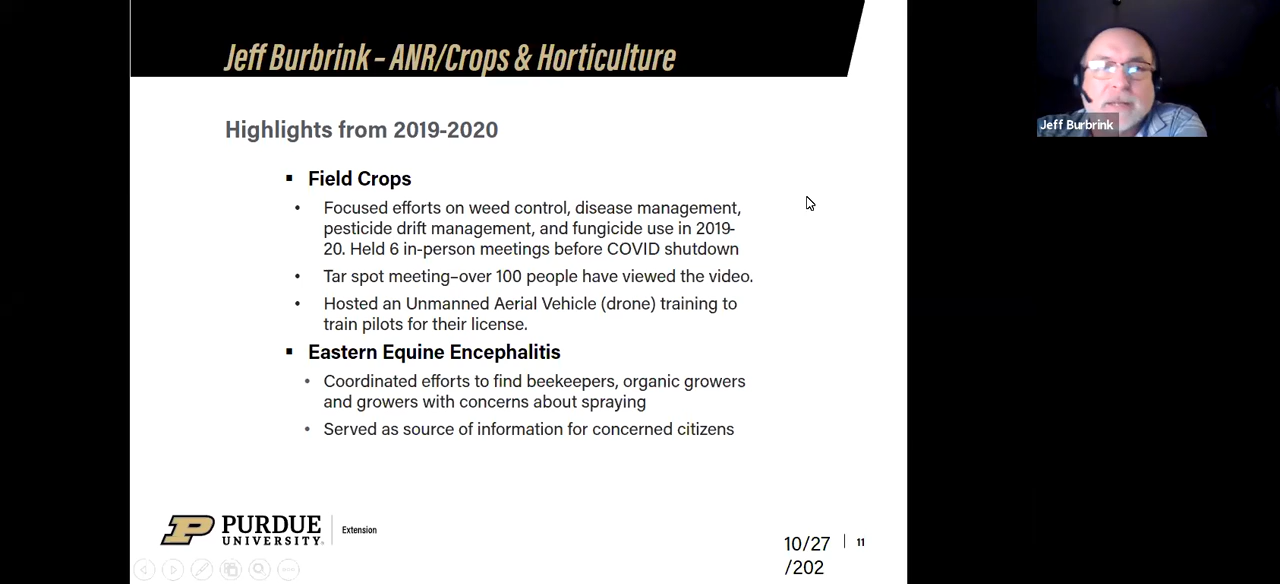 Jeff Burbrink – ANR/Crops & Horticulture
Jeff Burbrink
Highlights from 2019-2020
Field Crops
Focused efforts on weed control, disease management,
pesticide drift management, and fungicide use in 2019-
20. Held 6 in-person meetings before COVID shutdown
Tar spot meeting–over 100 people have viewed the video.
Hosted an Unmanned Aerial Vehicle (drone) training to
train pilots for their license.
Eastern Equine Encephalitis
Coordinated efforts to find beekeepers, organic growers
and growers with concerns about spraying
Served as source of information for concerned citizens
PURDUE
UNIVERSITY
Extension
10/27
/202
11